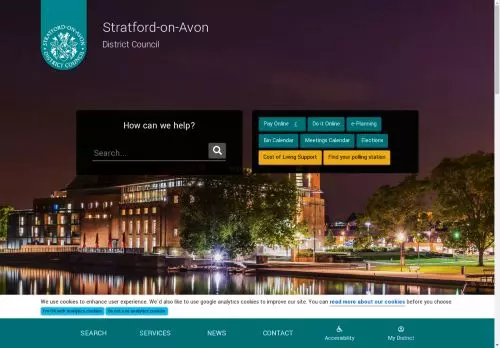 STRATFORD-ON-AVON
DISTRICT COUNCIL
Stratford-on-Avon
District Council
How can we help?
Search....
Pay Online £
Do it Online
e-Planning
Bin Calendar
Meetings Calendar
Elections
Cost of Living Support
Find your polling station
We use cookies to enhance user experience. We'd also like to use google analytics cookies to improve our site. You can read more about our cookies before you choose
I'm OK with analytics cookies
Do not use analytics cookies
SEARCH
SERVICES
NEWS
CONTACT
Accessibility
My District